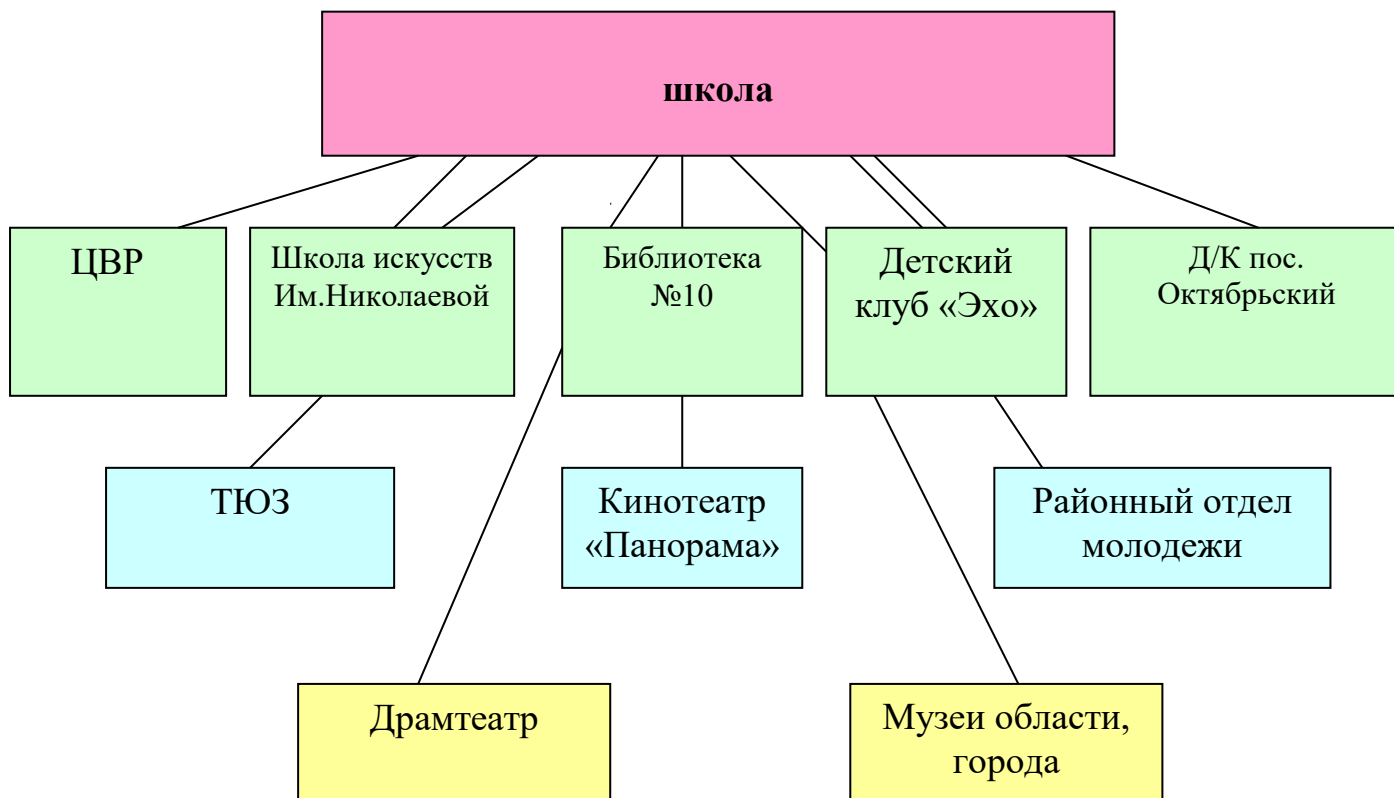 школа
ЦВР
Школа искусств
Им.Николаевой
Библиотека
№10
Детский
клуб «Эхо»
Д/К пос.
Октябрьский
ТЮЗ
Кинотеатр
«Панорама»
Районный отдел
молодежи
Драмтеатр
Музеи области,
города